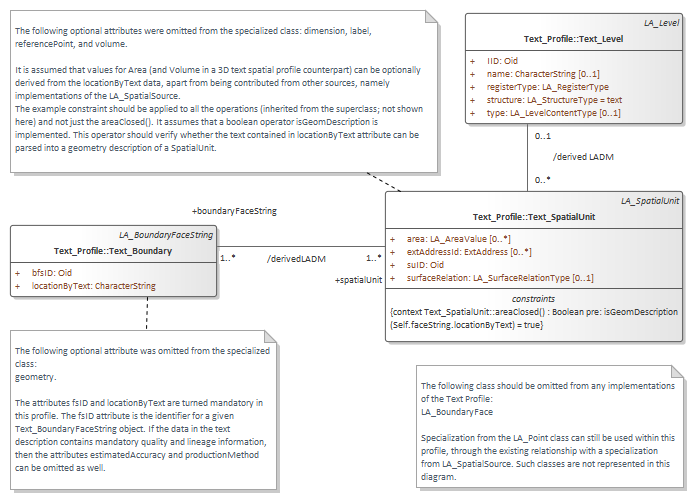 The following optional attributes were omitted from the specialized class: dimension, label,
referencePoint, and volume.
It is assumed that values for Area (and Volume in a 3D text spatial profile counterpart) can be optionally
derived from the locationByText data, apart from being contributed from other sources, namely
implementations of the LA_SpatialSource.
The example constraint should be applied to all the operations (inherited from the superclass; not shown
here) and not just the areaClosed(). It assumes that a boolean operator isGeomDescription is
implemented. This operator should verify whether the text contained in locationByText attribute can be
parsed into a geometry description of a SpatialUnit.
LA_Level
Text_Profile::Text_Level
+ lID: Oid
+ name: CharacterString [0..1]
+ registerType: LA_RegisterType
+ structure: LA_StructureType = text
+ type: LA_LevelContentType [0..1]
0..1
/derived LADM
0..*
+boundaryFaceString
LA_BoundaryFaceString
Text_Profile::Text_Boundary
+ bfsID: Oid
+ locationByText: CharacterString
1..*
/derivedLADM
1..*
+spatialUnit
LA_SpatialUnit
Text_Profile::Text_SpatialUnit
+ area: LA_AreaValue [0..*]
+ extAddressId: ExtAddress [0..*]
+ suID: Oid
+ surfaceRelation: LA_SurfaceRelationType [0..1]
constraints
{context Text_SpatialUnit::areaClosed() : Boolean pre: isGeomDescription
(Self.faceString.locationByText) = true}
The following optional attribute was omitted from the specialized
class:
geometry.
The attributes fsID and locationByText are turned mandatory in
this profile. The fsID attribute is the identifier for a given
Text_BoundaryFaceString object. If the data in the text
description contains mandatory quality and lineage information,
then the attributes estimatedAccuracy and productionMethod
can be omitted as well.
The following class should be omitted from any implementations
of the Text Profile:
LA_BoundaryFace
Specialization from the LA_Point class can still be used within this
profile, through the existing relationship with a specialization
from LA_SpatialSource. Such classes are not represented in this
diagram.